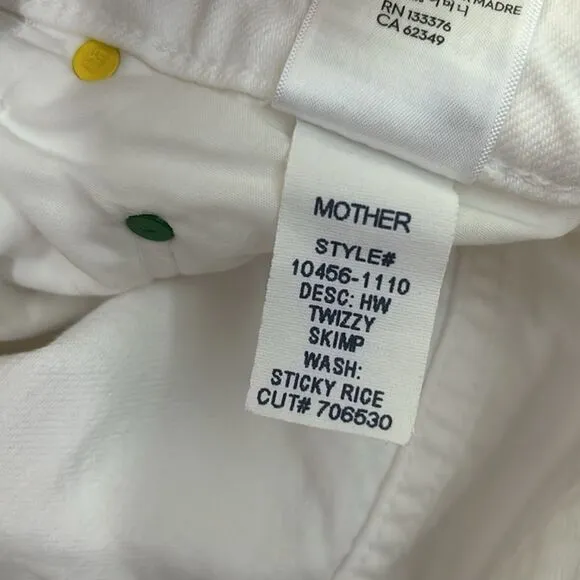 MADRE
RN 133376
CA 62349
MOTHER
STYLE#
10456-1110
DESC: HW
TWIZZY
SKIMP
WASH:
STICKY RICE
CUT# 706530